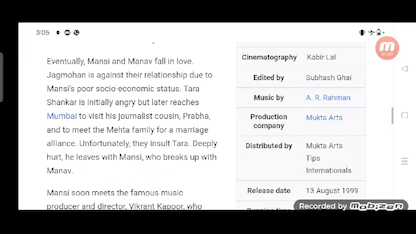 3:05
Eventually, Mansi and Manav fall in love.
Jagmohan is against their relationship due to
Mansi's poor socio-economic status. Tara
Shankar is initially angry but later reaches
Mumbai to visit his journalist cousin, Prabha,
and to meet the Mehta family for a marriage
alliance. Unfortunately, they Insult Tara. Deeply
hurt, he leaves with Mansi, who breaks up with
Manav.
Mansi soon meets the famous music
producer and director, Vikrant Kapoor, who
Cinematography Kabir Lal
Edited by Subhash Ghai
Music by A. R. Rahman
Production Mukta Arts
company
Distributed by Mukta Arts
Tips
Internationals
Release date 13 August 1999
Recorded by Mobizen